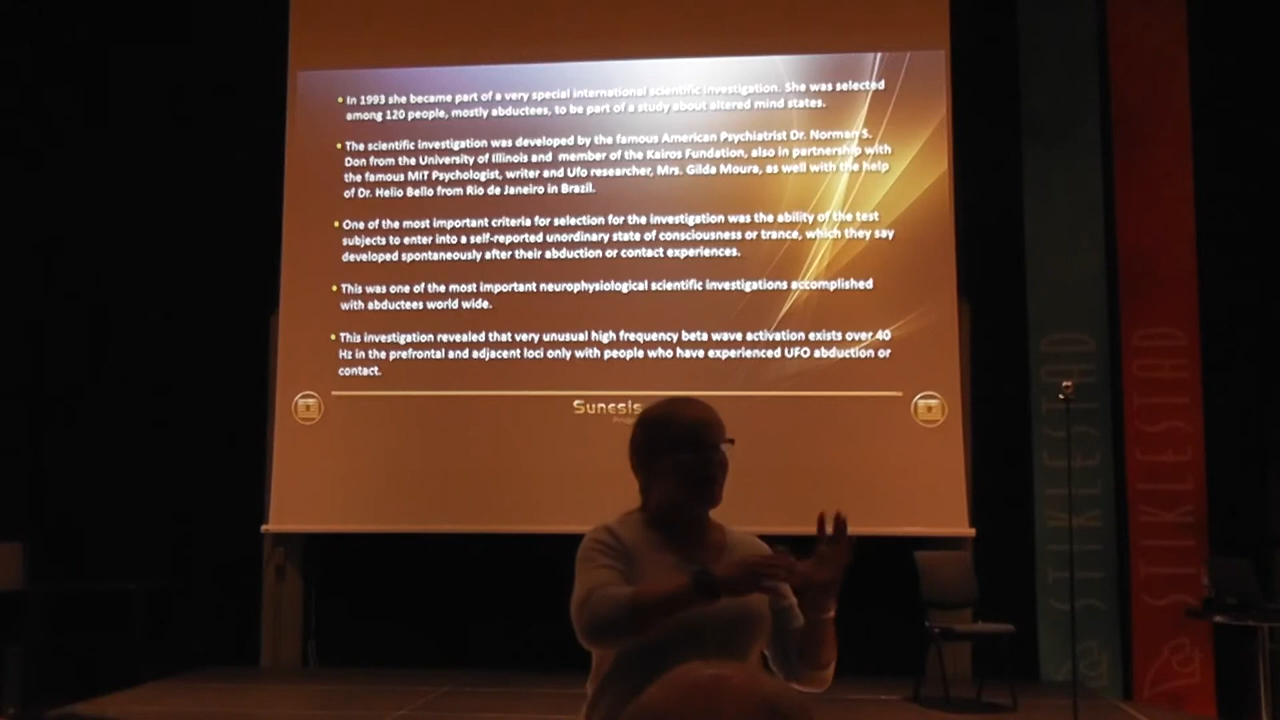 • In 1993 she became part of a very special international scientific investigation. She was selected
among 120 people, mostly abductees, to be part of a study about altered mind states.
• The scientific investigation was developed by the famous American Psychiatrist Dr. Norman S.
Don from the University of Illinois and member of the Kairos Fundation, also in partnership with
the famous MIT Psychologist, writer and Ufo researcher, Mrs. Gilda Moura, as well with the help
of Dr. Helio Bello from Rio de Janeiro in Brazil.
• One of the most important criteria for selection for the investigation was the ability of the test
subjects to enter into a self-reported unordinary state of consciousness or trance, which they say
developed spontaneously after their abduction or contact experiences.
• This was one of the most important neurophysiological scientific investigations accomplished
with abductees world wide.
• This investigation revealed that very unusual high frequency beta wave activation exists over 40
Hz in the prefrontal and adjacent loci only with people who have experienced UFO abduction or
contact.
Sunesis
STIKLESTAD
STIKLESTAD